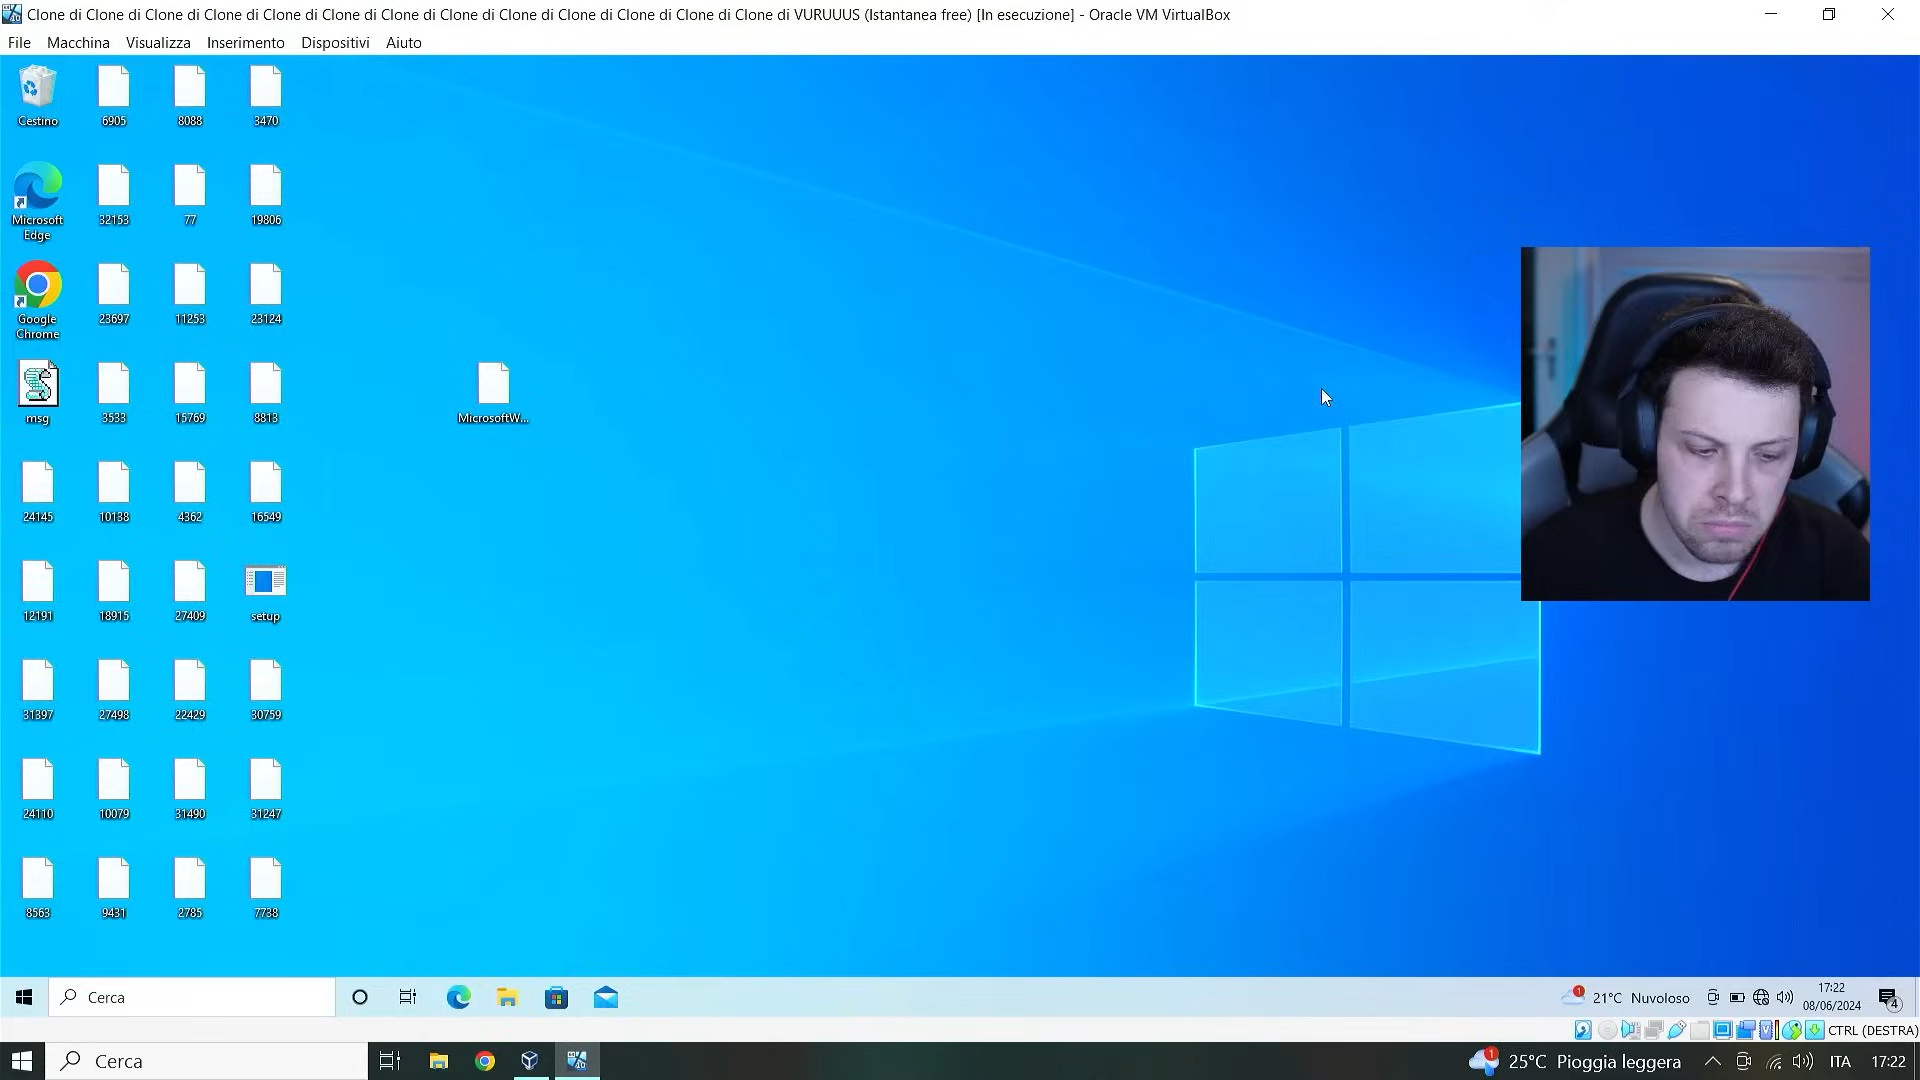 Clone di Clone di Clone di Clone di Clone di Clone di Clone di Clone di Clone di Clone di Clone di Clone di Clone di VURUUUS (Istantanea free) [In esecuzione] - Oracle VM VirtualBox
File Macchina Visualizza Inserimento Dispositivi Aiuto
Cestino 6905 8088 3470
Microsoft
Edge
32153 77 19806
Google
Chrome
23697 11253 23124
msg 3533 15769 8813 MicrosoftW...
24145 10138 4362 16549
12191 18915 27409 setup
31397 27498 22429 30759
24110 10079 31490 31247
8563 9431 2785 7738
Cerca
1
21°C Nuvoloso
17:22
08/06/2024
4
CTRL (DESTRA)
Cerca
1
25°C Pioggia leggera
ITA
17:22